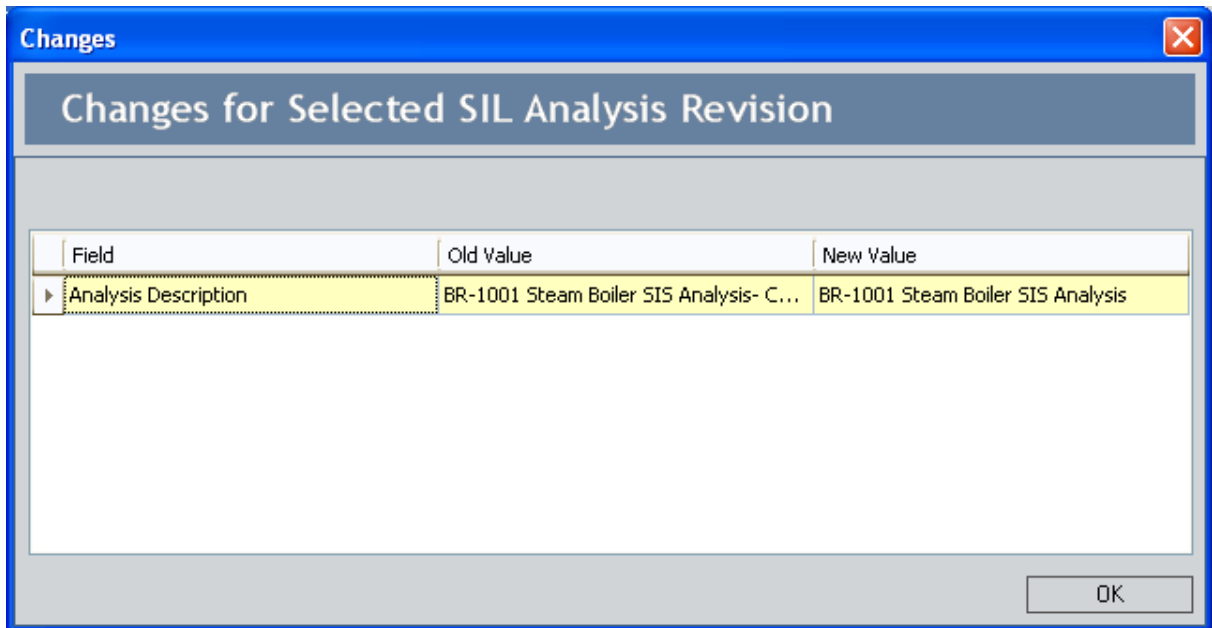 Changes
Changes for Selected SIL Analysis Revision
Field Old Value New Value
Analysis Description BR-1001 Steam Boiler SIS Analysis- C... BR-1001 Steam Boiler SIS Analysis
OK